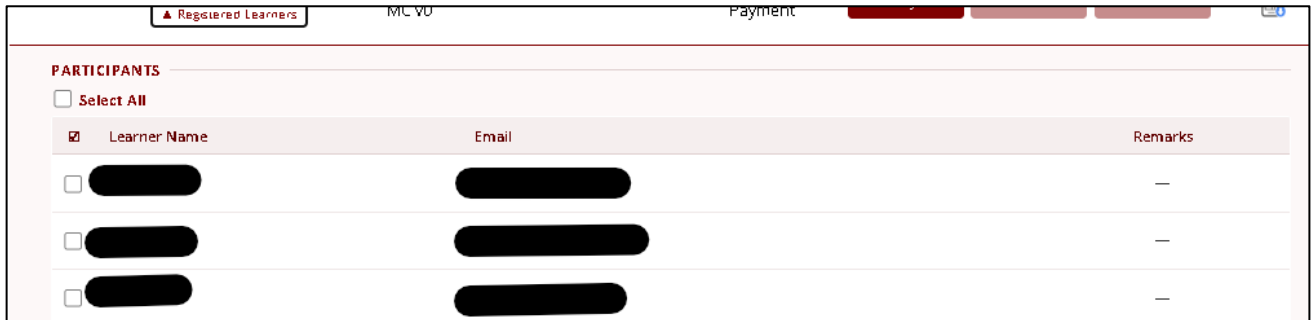 ▲ Registered Learners MC V0 Payment
PARTICIPANTS
Select All
Learner Name Email Remarks
—
—
—